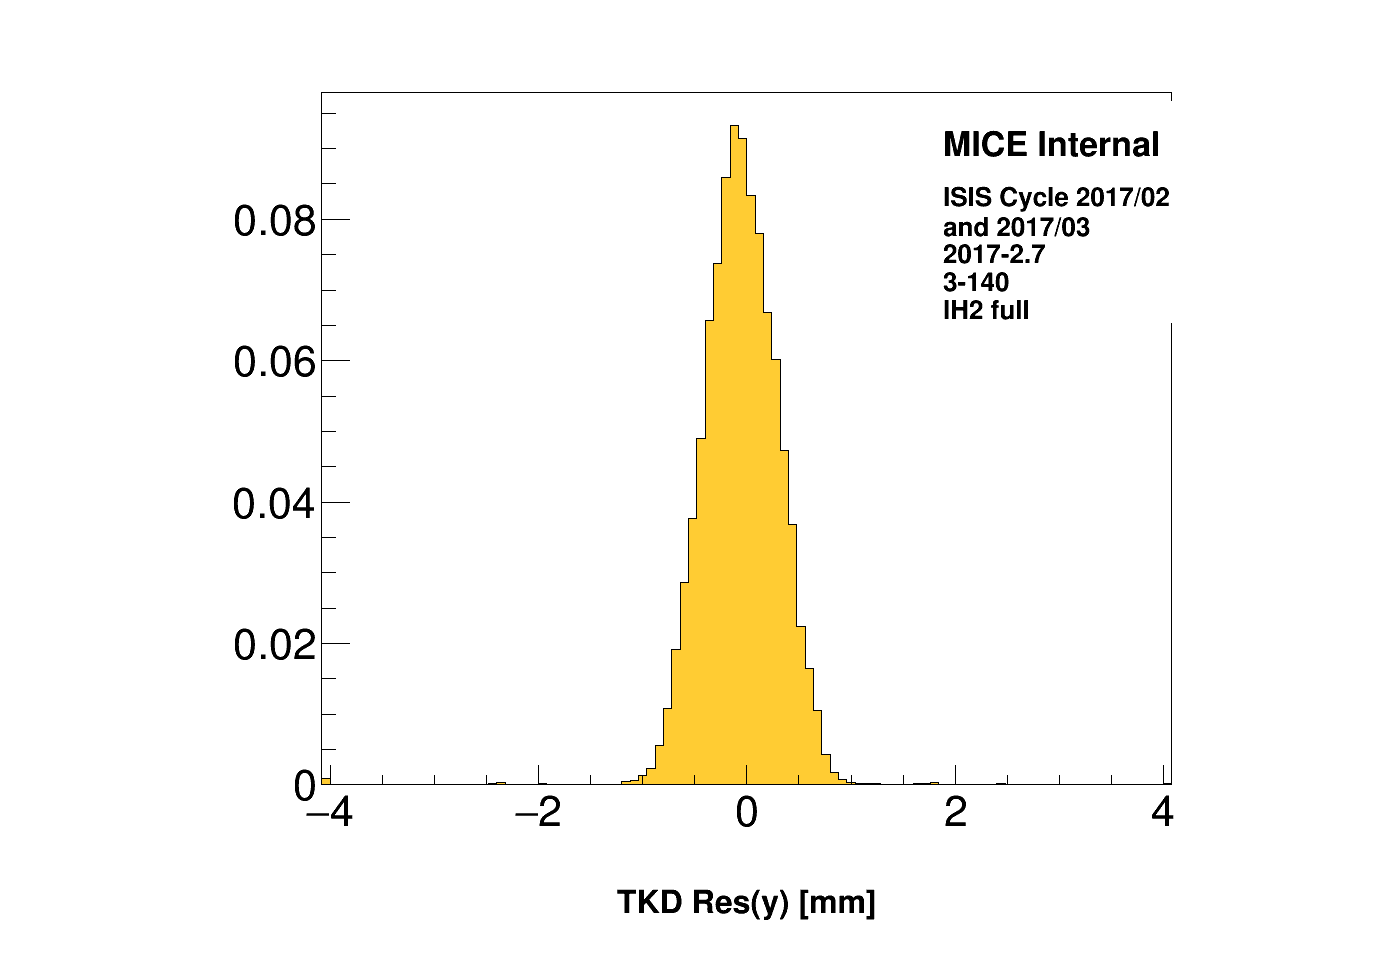 MICE Internal
ISIS Cycle 2017/02
and 2017/03
2017-2.7
3-140
IH2 full
0.08
0.06
0.04
0.02
0
−4 −2 0 2 4
TKD Res(y) [mm]